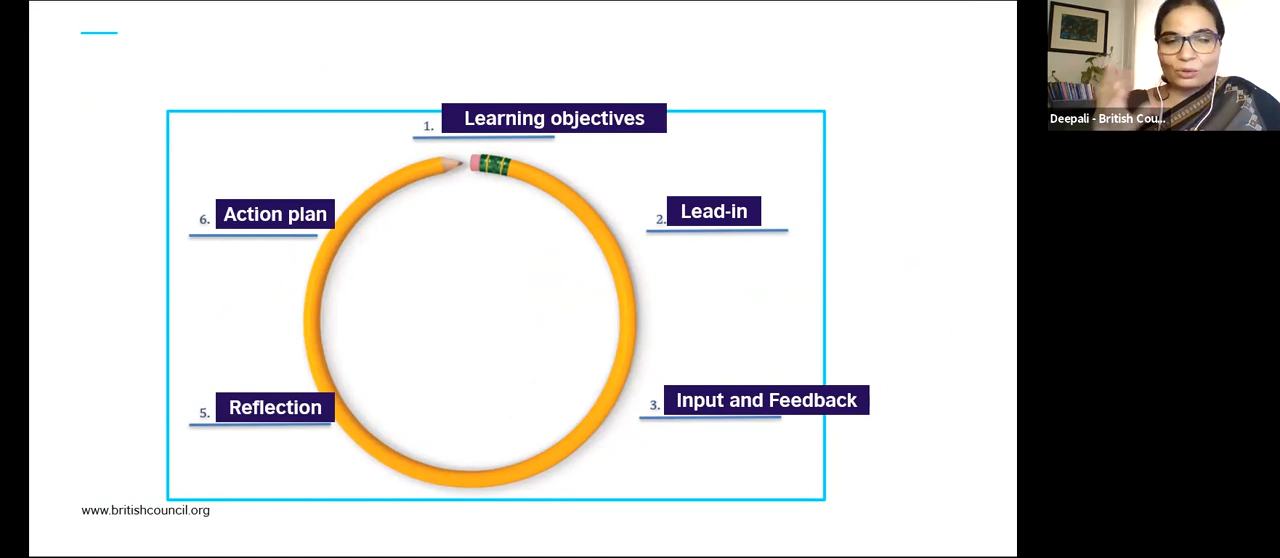 1. Learning objectives
6. Action plan
2. Lead-in
5. Reflection
3. Input and Feedback
www.britishcouncil.org
Deepali - British Cou...